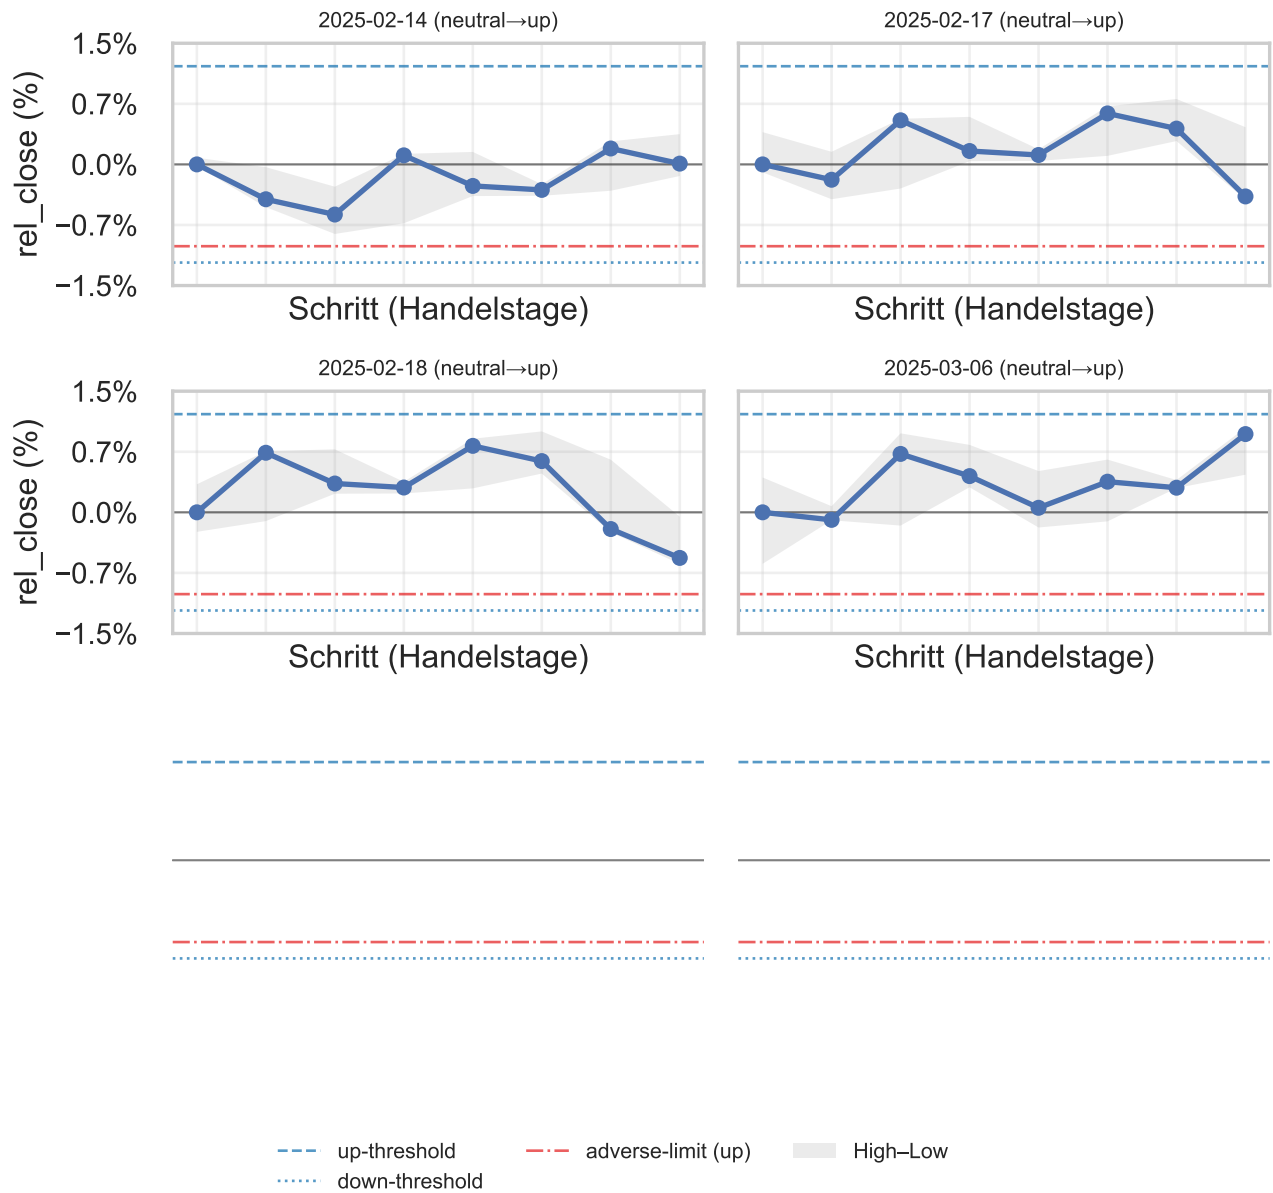 2025-02-14 (neutral→up)
2025-02-17 (neutral→up)
1.5%
0.7%
0.0%
−0.7%
−1.5%
rel_close (%)
Schritt (Handelstage)
Schritt (Handelstage)
2025-02-18 (neutral→up)
2025-03-06 (neutral→up)
1.5%
0.7%
0.0%
−0.7%
−1.5%
rel_close (%)
Schritt (Handelstage)
Schritt (Handelstage)
up-threshold
down-threshold
adverse-limit (up)
High–Low